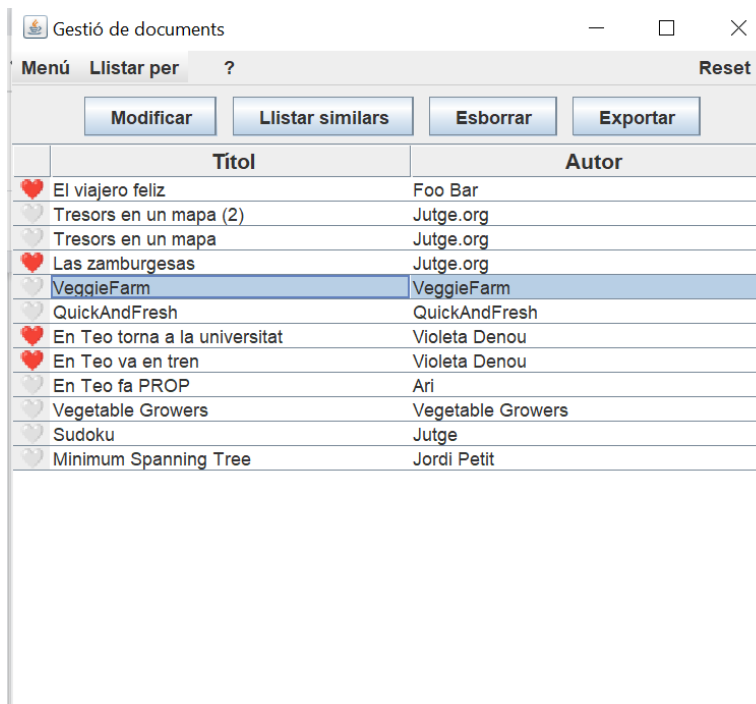 Gestió de documents
Menú Llistar per ? Reset
Modificar Llistar similars Esborrar Exportar
Títol Autor
El viajero feliz Foo Bar
Tresors en un mapa (2) Jutge.org
Tresors en un mapa Jutge.org
Las zamburgesas Jutge.org
VeggieFarm VeggieFarm
QuickAndFresh QuickAndFresh
En Teo torna a la universitat Violeta Denou
En Teo va en tren Violeta Denou
En Teo fa PROP Ari
Vegetable Growers Vegetable Growers
Sudoku Jutge
Minimum Spanning Tree Jordi Petit